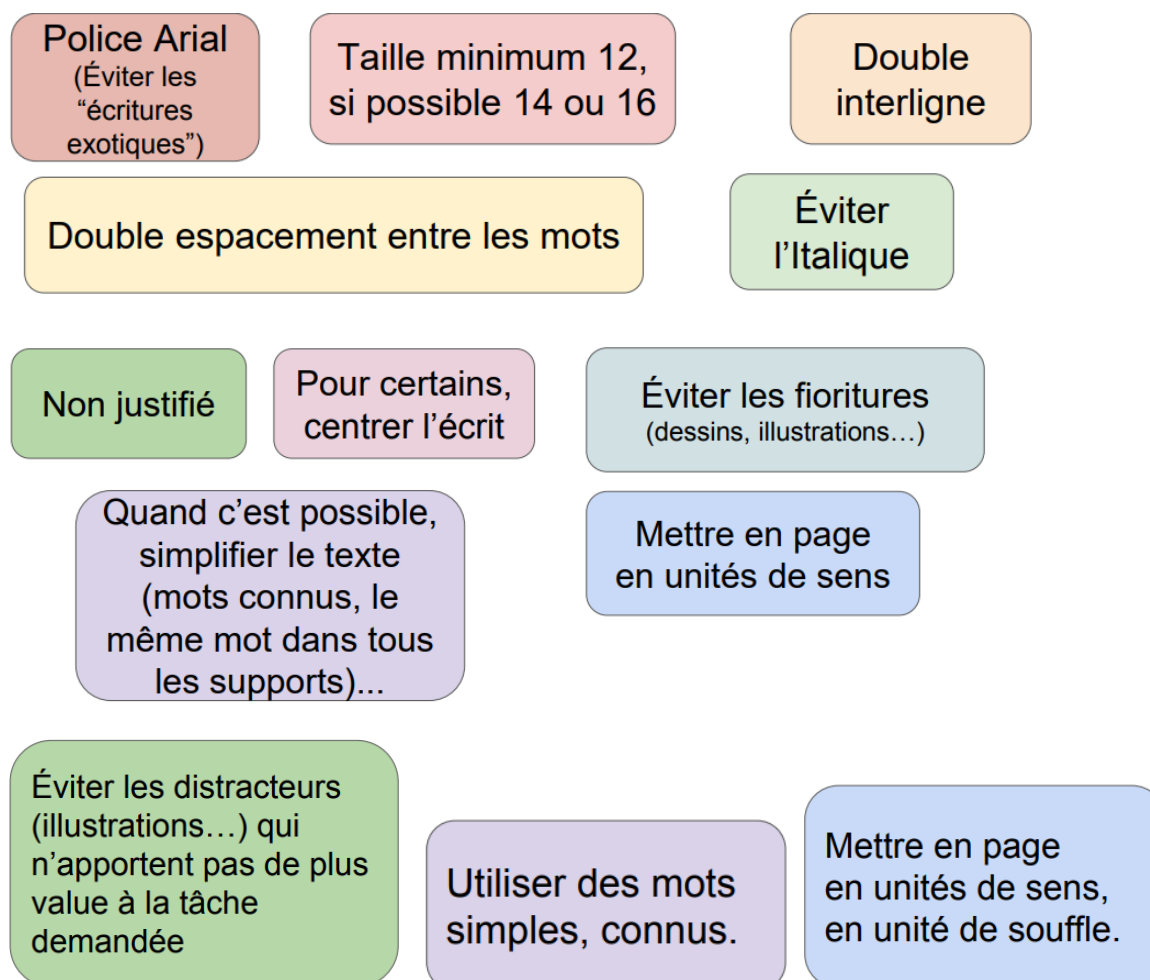 Police Arial
(Éviter les
“écritures
exotiques”)
Taille minimum 12,
si possible 14 ou 16
Double
interligne
Double espacement entre les mots
Éviter
l’Italique
Non justifié
Pour certains,
centrer l’écrit
Éviter les fioritures
(dessins, illustrations…)
Quand c’est possible,
simplifier le texte
(mots connus, le
même mot dans tous
les supports)...
Mettre en page
en unités de sens
Éviter les distracteurs
(illustrations…) qui
n’apportent pas de plus
value à la tâche
demandée
Utiliser des mots
simples, connus.
Mettre en page
en unités de sens,
en unité de souffle.